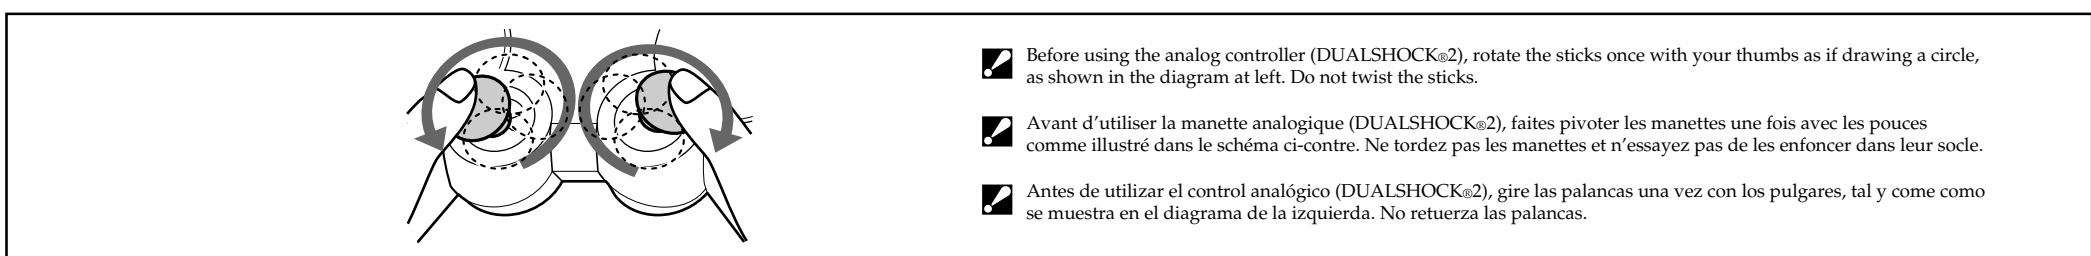 Before using the analog controller (DUALSHOCK®2), rotate the sticks once with your thumbs as if drawing a circle,
as shown in the diagram at left. Do not twist the sticks.
Avant d’utiliser la manette analogique (DUALSHOCK®2), faites pivoter les manettes une fois avec les pouces
comme illustré dans le schéma ci-contre. Ne tordez pas les manettes et n’essayez pas de les enfoncer dans leur socle.
Antes de utilizar el control analógico (DUALSHOCK®2), gire las palancas una vez con los pulgares, tal y come como
se muestra en el diagrama de la izquierda. No retuerza las palancas.